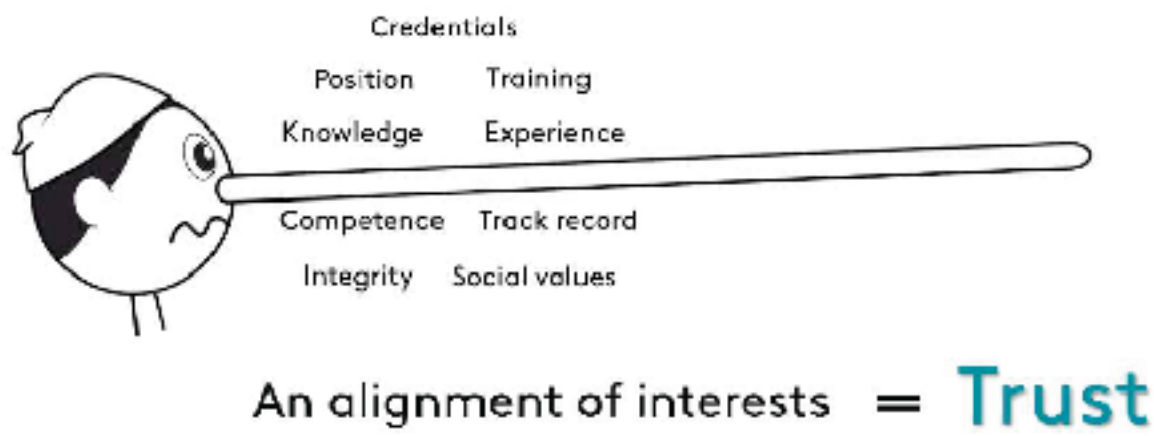 Credentials
Position Training
Knowledge Experience
Competence Track record
Integrity Social values
An alignment of interests = Trust